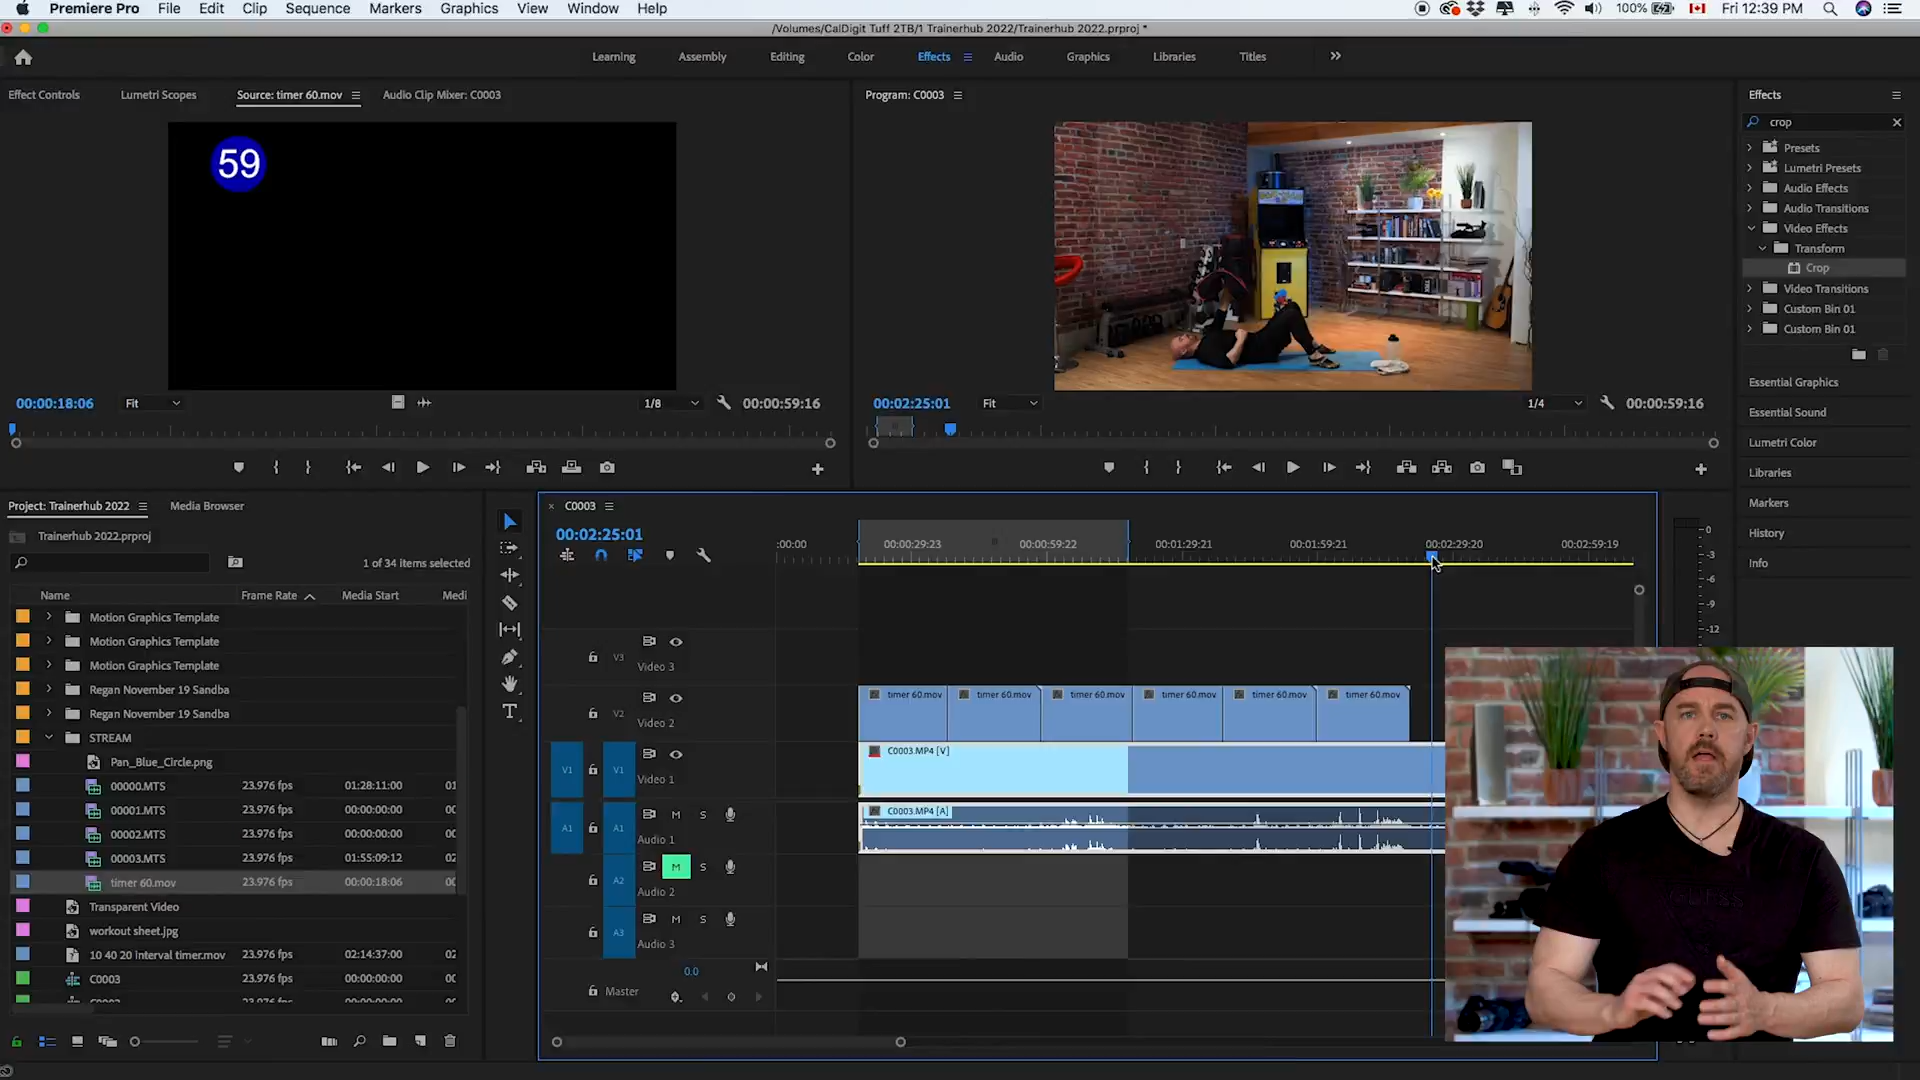 Premiere Pro File Edit Clip Sequence Markers Graphics View Window Help 100% Fri 12:39 PM
/Volumes/CalDigit Tuff 2TB/1 Trainerhub 2022/Trainerhub 2022.prproj *
Learning Assembly Editing Color Effects Audio Graphics Libraries Titles
Effect Controls Lumetri Scopes Source: timer 60.mov Audio Clip Mixer: C0003
59
00:00:18:06 Fit 1/8 00:00:59:16
Program: C0003
00:02:25:01 Fit 1/4 00:00:59:16
Effects
crop
Presets
Lumetri Presets
Audio Effects
Audio Transitions
Video Effects
Transform
Crop
Video Transitions
Custom Bin 01
Custom Bin 01
Essential Graphics
Essential Sound
Lumetri Color
Libraries
Markers
History
Info
Project: Trainerhub 2022 Media Browser
Trainerhub 2022.prproj
1 of 34 items selected
Name Frame Rate Media Start Medi
Motion Graphics Template
Motion Graphics Template
Motion Graphics Template
Regan November 19 Sandba
Regan November 19 Sandba
STREAM
Pan_Blue_Circle.png
00000.MTS 23.976 fps 01:28:11:00 01
00001.MTS 23.976 fps 00:00:00:00 00
00002.MTS 23.976 fps 00:00:00:00 00
00003.MTS 23.976 fps 01:55:09:12 02
timer 60.mov 23.976 fps 00:00:18:06 00
Transparent Video
workout sheet.jpg
10 40 20 Interval timer.mov 23.976 fps 02:14:37:00 02
C0003 23.976 fps 00:00:00:00 00
C0003
00:02:25:01
:00:00 00:00:29:23 00:00:59:22 00:01:29:21 00:01:59:21 00:02:29:20 00:02:59:19
V3 Video 3
V2 Video 2
timer 60.mov timer 60.mov timer 60.mov timer 60.mov timer 60.mov timer 60.mov
V1 V1 Video 1
C0003.MP4 [V]
A1 A1 M S Audio 1
C0003.MP4 [A]
A2 M S Audio 2
A3 M S Audio 3
0.0
Master
0
-3
-6
-9
-12